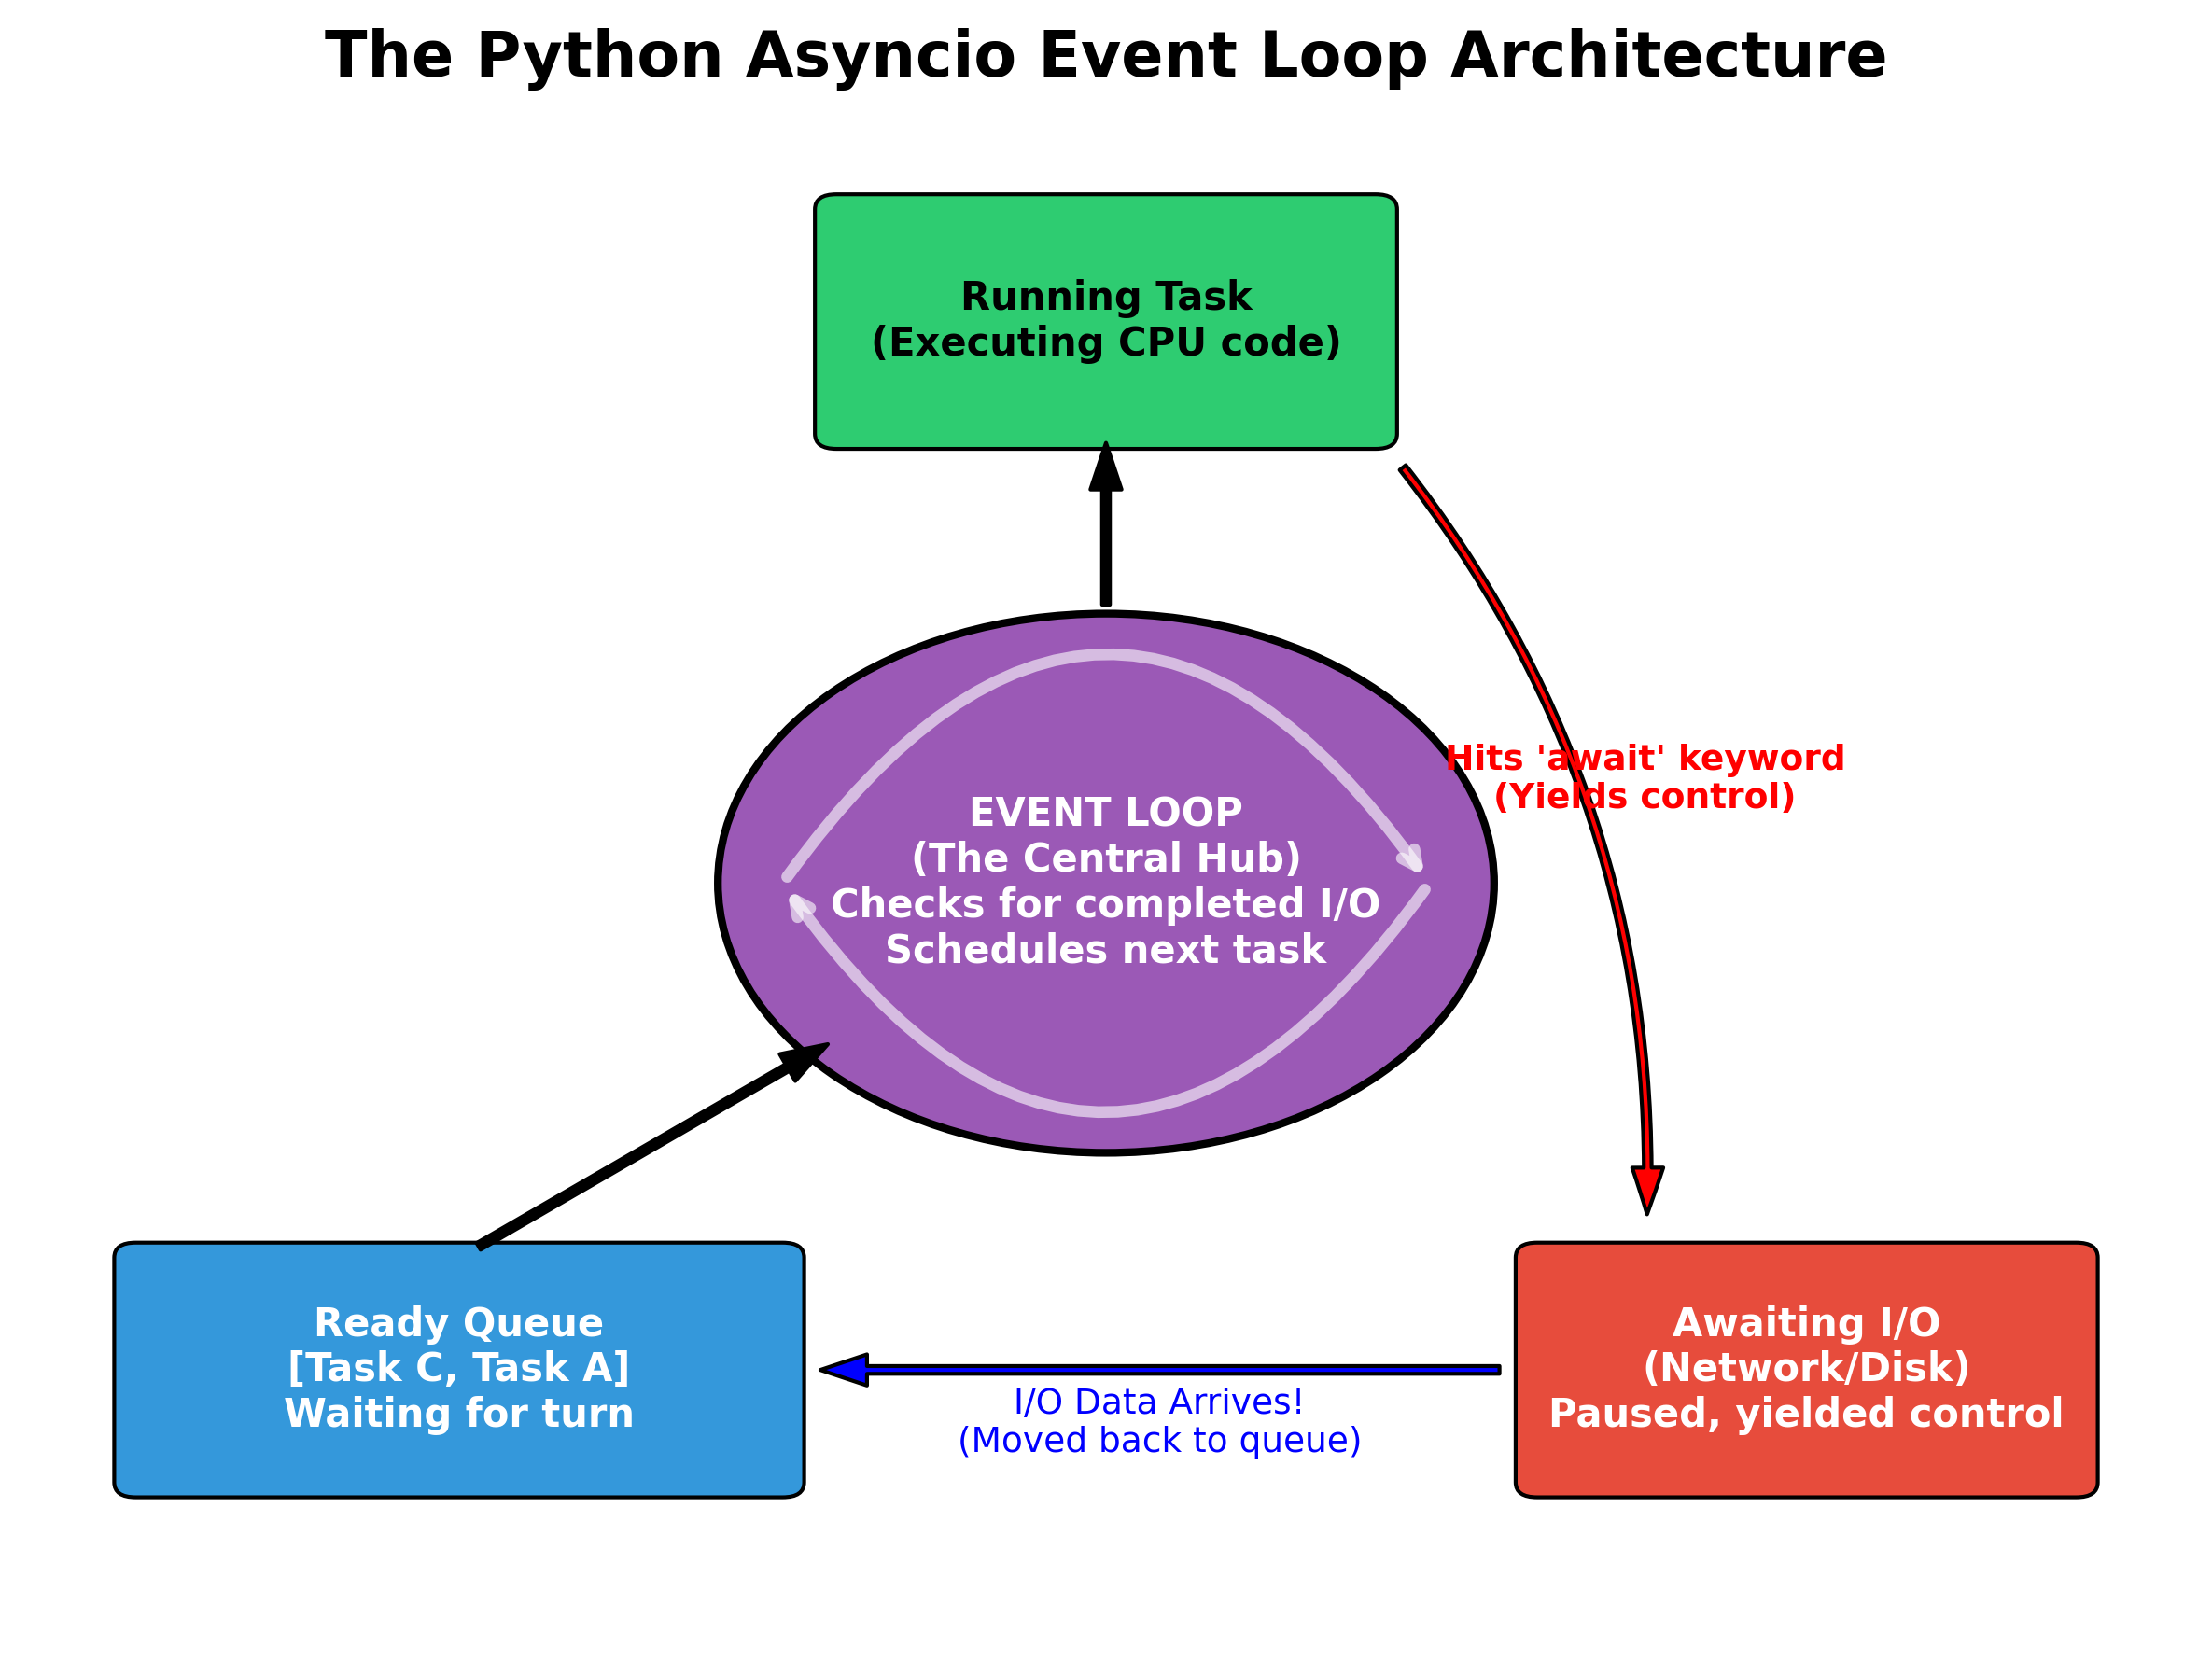 The Python Asyncio Event Loop Architecture
Running Task
(Executing CPU code)
Hits 'await' keyword
(Yields control)
EVENT LOOP
(The Central Hub)
Checks for completed I/O
Schedules next task
Ready Queue
[Task C, Task A]
Waiting for turn
I/O Data Arrives!
(Moved back to queue)
Awaiting I/O
(Network/Disk)
Paused, yielded control